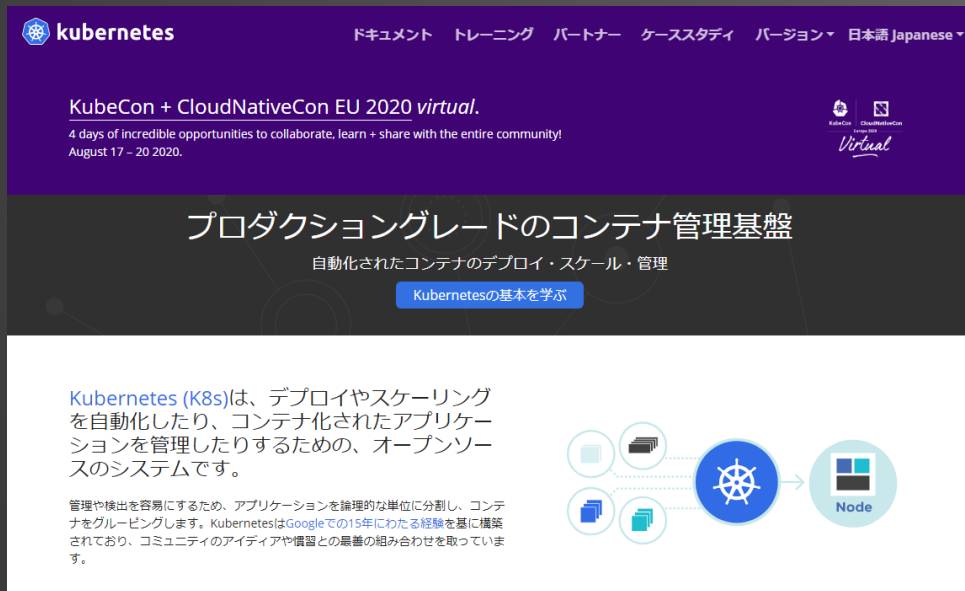 kubernetes
ドキュメント トレーニング パートナー ケーススタディ バージョン 日本語 Japanese
KubeCon + CloudNativeCon EU 2020 virtual.
4 days of incredible opportunities to collaborate, learn + share with the entire community!
August 17 – 20 2020.
KubeCon CloudNativeCon
Europe 2020
Virtual
プロダクショングレードのコンテナ管理基盤
自動化されたコンテナのデプロイ・スケール・管理
Kubernetesの基本を学ぶ
Kubernetes (K8s)は、デプロイやスケーリング
を自動化したり、コンテナ化されたアプリケー
ションを管理したりするための、オープンソー
スのシステムです。
管理や検出を容易にするため、アプリケーションを論理的な単位に分割し、コンテ
ナをグルーピングします。KubernetesはGoogleでの15年にわたる経験を基に構築
されており、コミュニティのアイディアや慣習との最善の組み合わせを取っていま
す。
Node